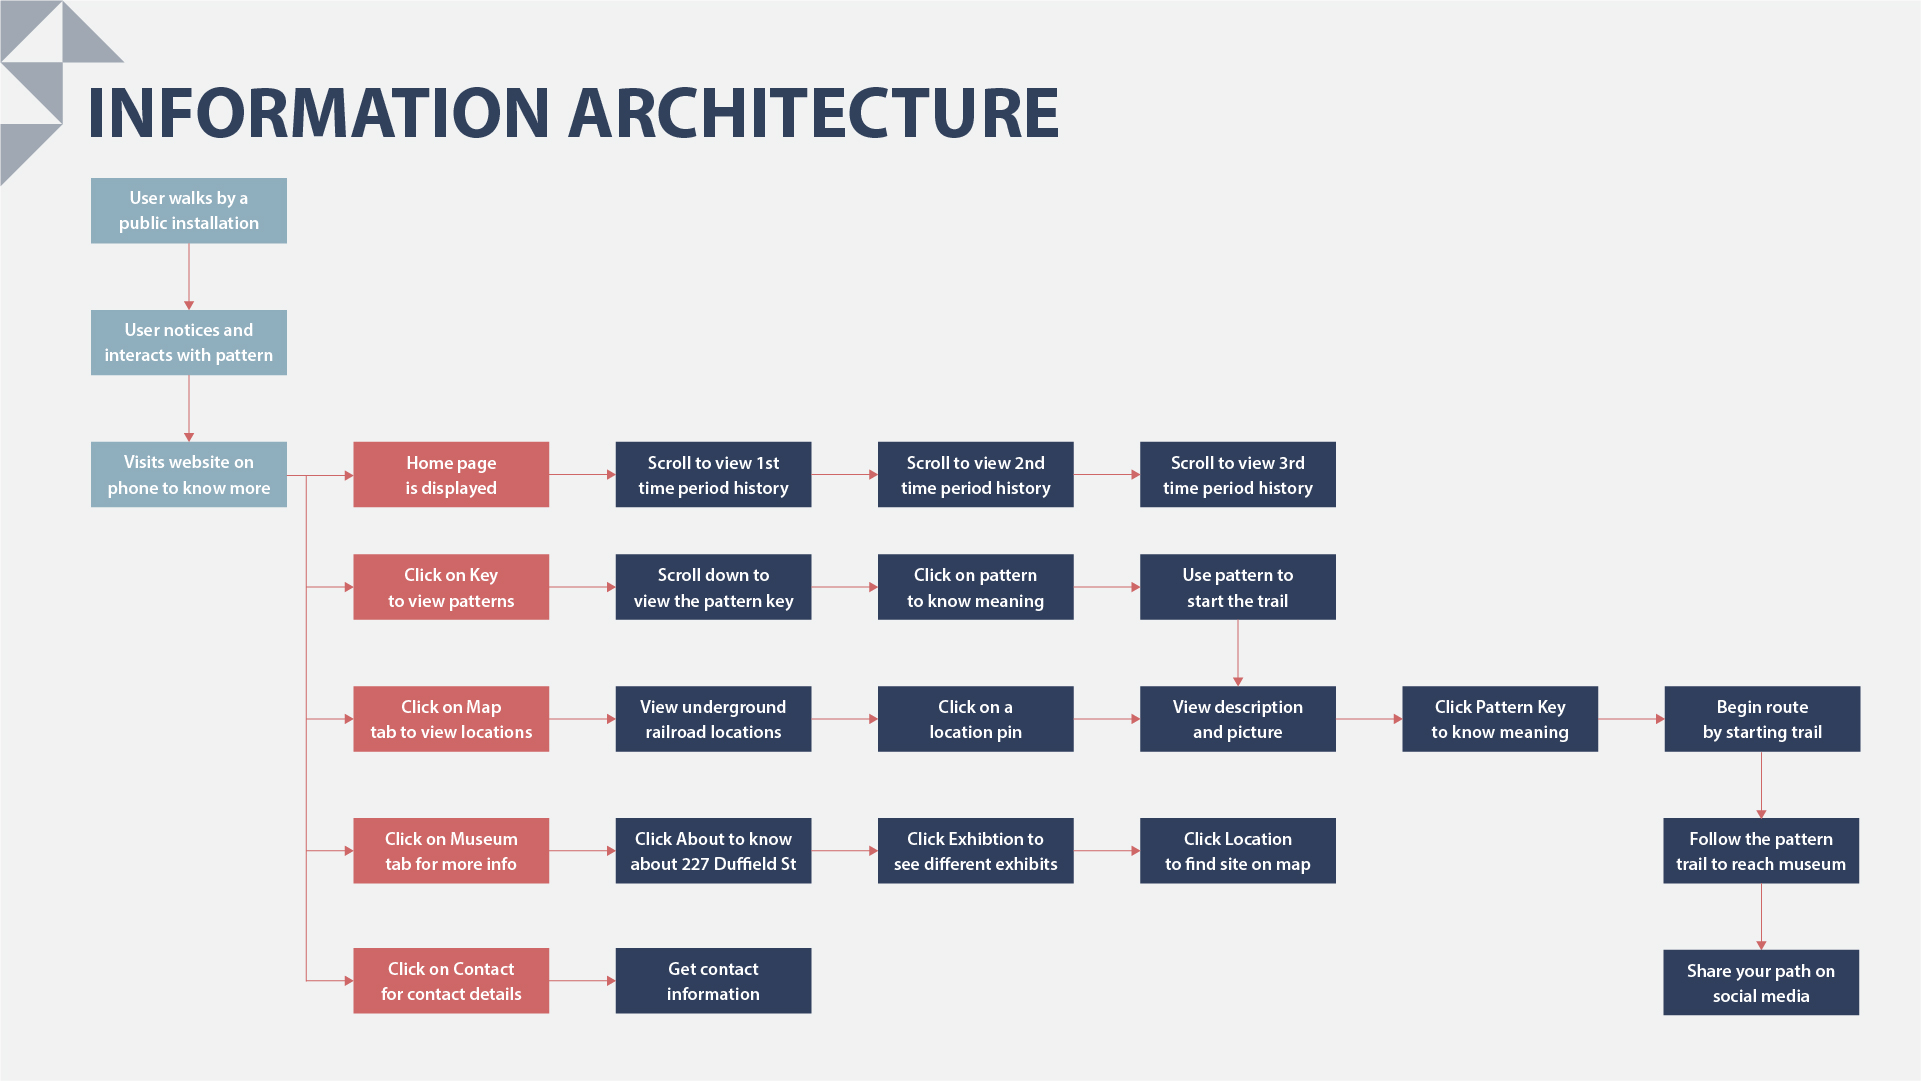 INFORMATION ARCHITECTURE
User walks by a
public installation
User notices and
interacts with pattern
Visits website on
phone to know more
Home page
is displayed
Scroll to view 1st
time period history
Scroll to view 2nd
time period history
Scroll to view 3rd
time period history
Click on Key
to view patterns
Scroll down to
view the pattern key
Click on pattern
to know meaning
Use pattern to
start the trail
Click on Map
tab to view locations
View underground
railroad locations
Click on a
location pin
View description
and picture
Click Pattern Key
to know meaning
Begin route
by starting trail
Click on Museum
tab for more info
Click About to know
about 227 Duffield St
Click Exhibtion to
see different exhibits
Click Location
to find site on map
Follow the pattern
trail to reach museum
Click on Contact
for contact details
Get contact
information
Share your path on
social media